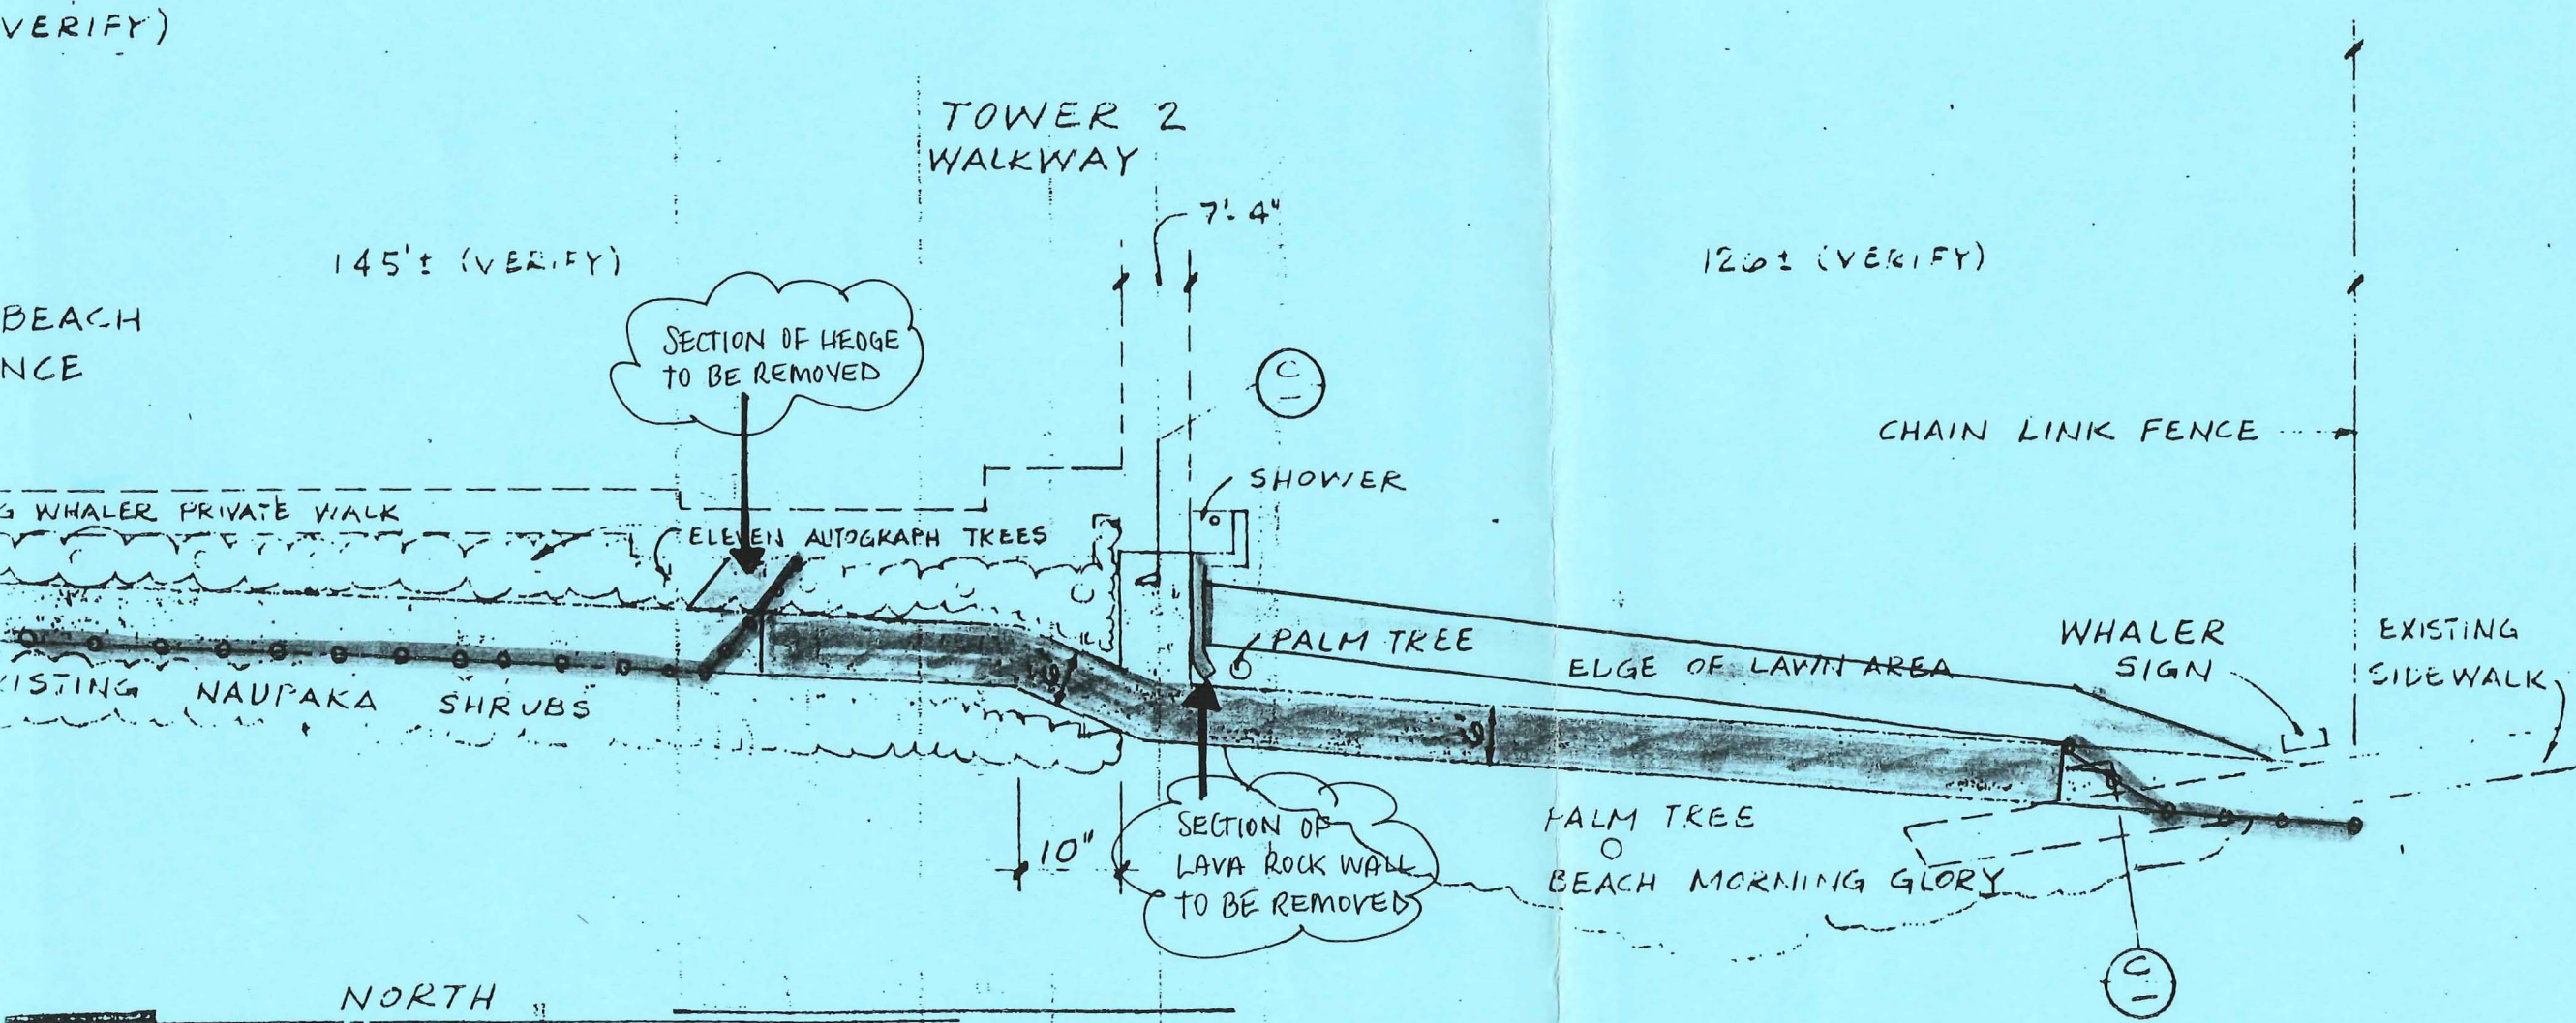 VERIFY)
TOWER 2
WALKWAY
7'-4"
145'± (VERIFY)
126± (VERIFY)
BEACH
NCE
SECTION OF HEDGE
TO BE REMOVED
C
CHAIN LINK FENCE
SHOWER
G WHALER PRIVATE WALK
ELEVEN AUTOGRAPH TREES
PALM TREE
EDGE OF LAWN AREA
WHALER
SIGN
EXISTING
SIDEWALK
XISTING NAUPAKA SHRUBS
10"
SECTION OF
LAVA ROCK WALL
TO BE REMOVED
PALM TREE
BEACH MORNING GLORY
C
NORTH